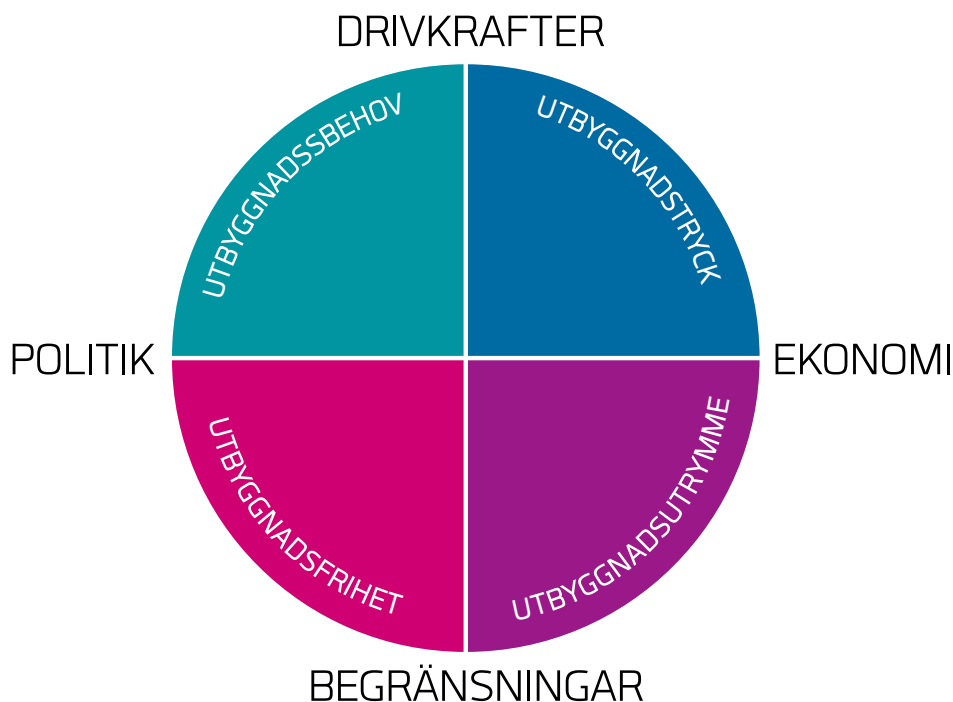 DRIVKRAFTER
UTBYGGNADSSBEHOV
UTBYGGNADSTRYCK
POLITIK
EKONOMI
UTBYGGNADSFRIHET
UTBYGGNADSUTRYMME
BEGRÄNSNINGAR